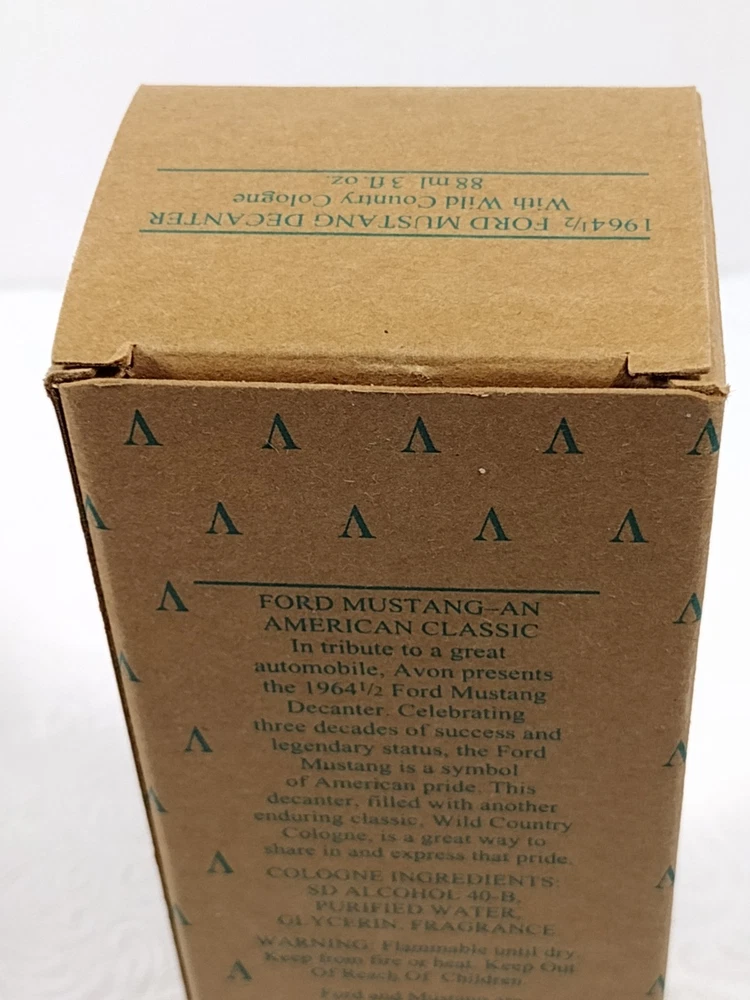 1964½ FORD MUSTANG DECANTER
With Wild Country Cologne
88 ml 3 fl. oz.
FORD MUSTANG–AN
AMERICAN CLASSIC
In tribute to a great
automobile, Avon presents
the 1964½ Ford Mustang
Decanter. Celebrating
three decades of success and
legendary status, the Ford
Mustang is a symbol
of American pride. This
decanter, filled with another
enduring classic, Wild Country
Cologne, is a great way to
share in and express that pride.
COLOGNE INGREDIENTS:
SD ALCOHOL 40-B,
PURIFIED WATER,
GLYCERIN, FRAGRANCE
WARNING: Flammable until dry.
Keep from fire or heat. Keep Out
Of Reach Of Children
Ford and Mustang